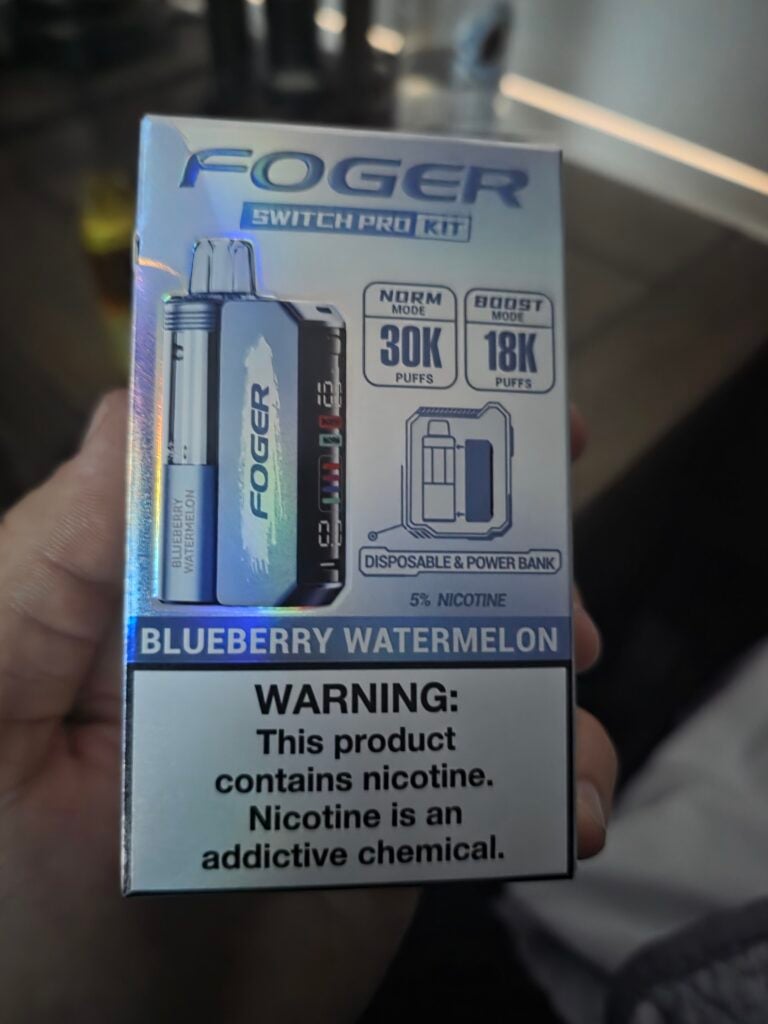 FOGER
SWITCH PRO KIT
NORM
MODE
30K
PUFFS
BOOST
MODE
18K
PUFFS
FOGER
BLUEBERRY
WATERMELON
DISPOSABLE & POWER BANK
5% NICOTINE
BLUEBERRY WATERMELON
WARNING:
This product
contains nicotine.
Nicotine is an
addictive chemical.